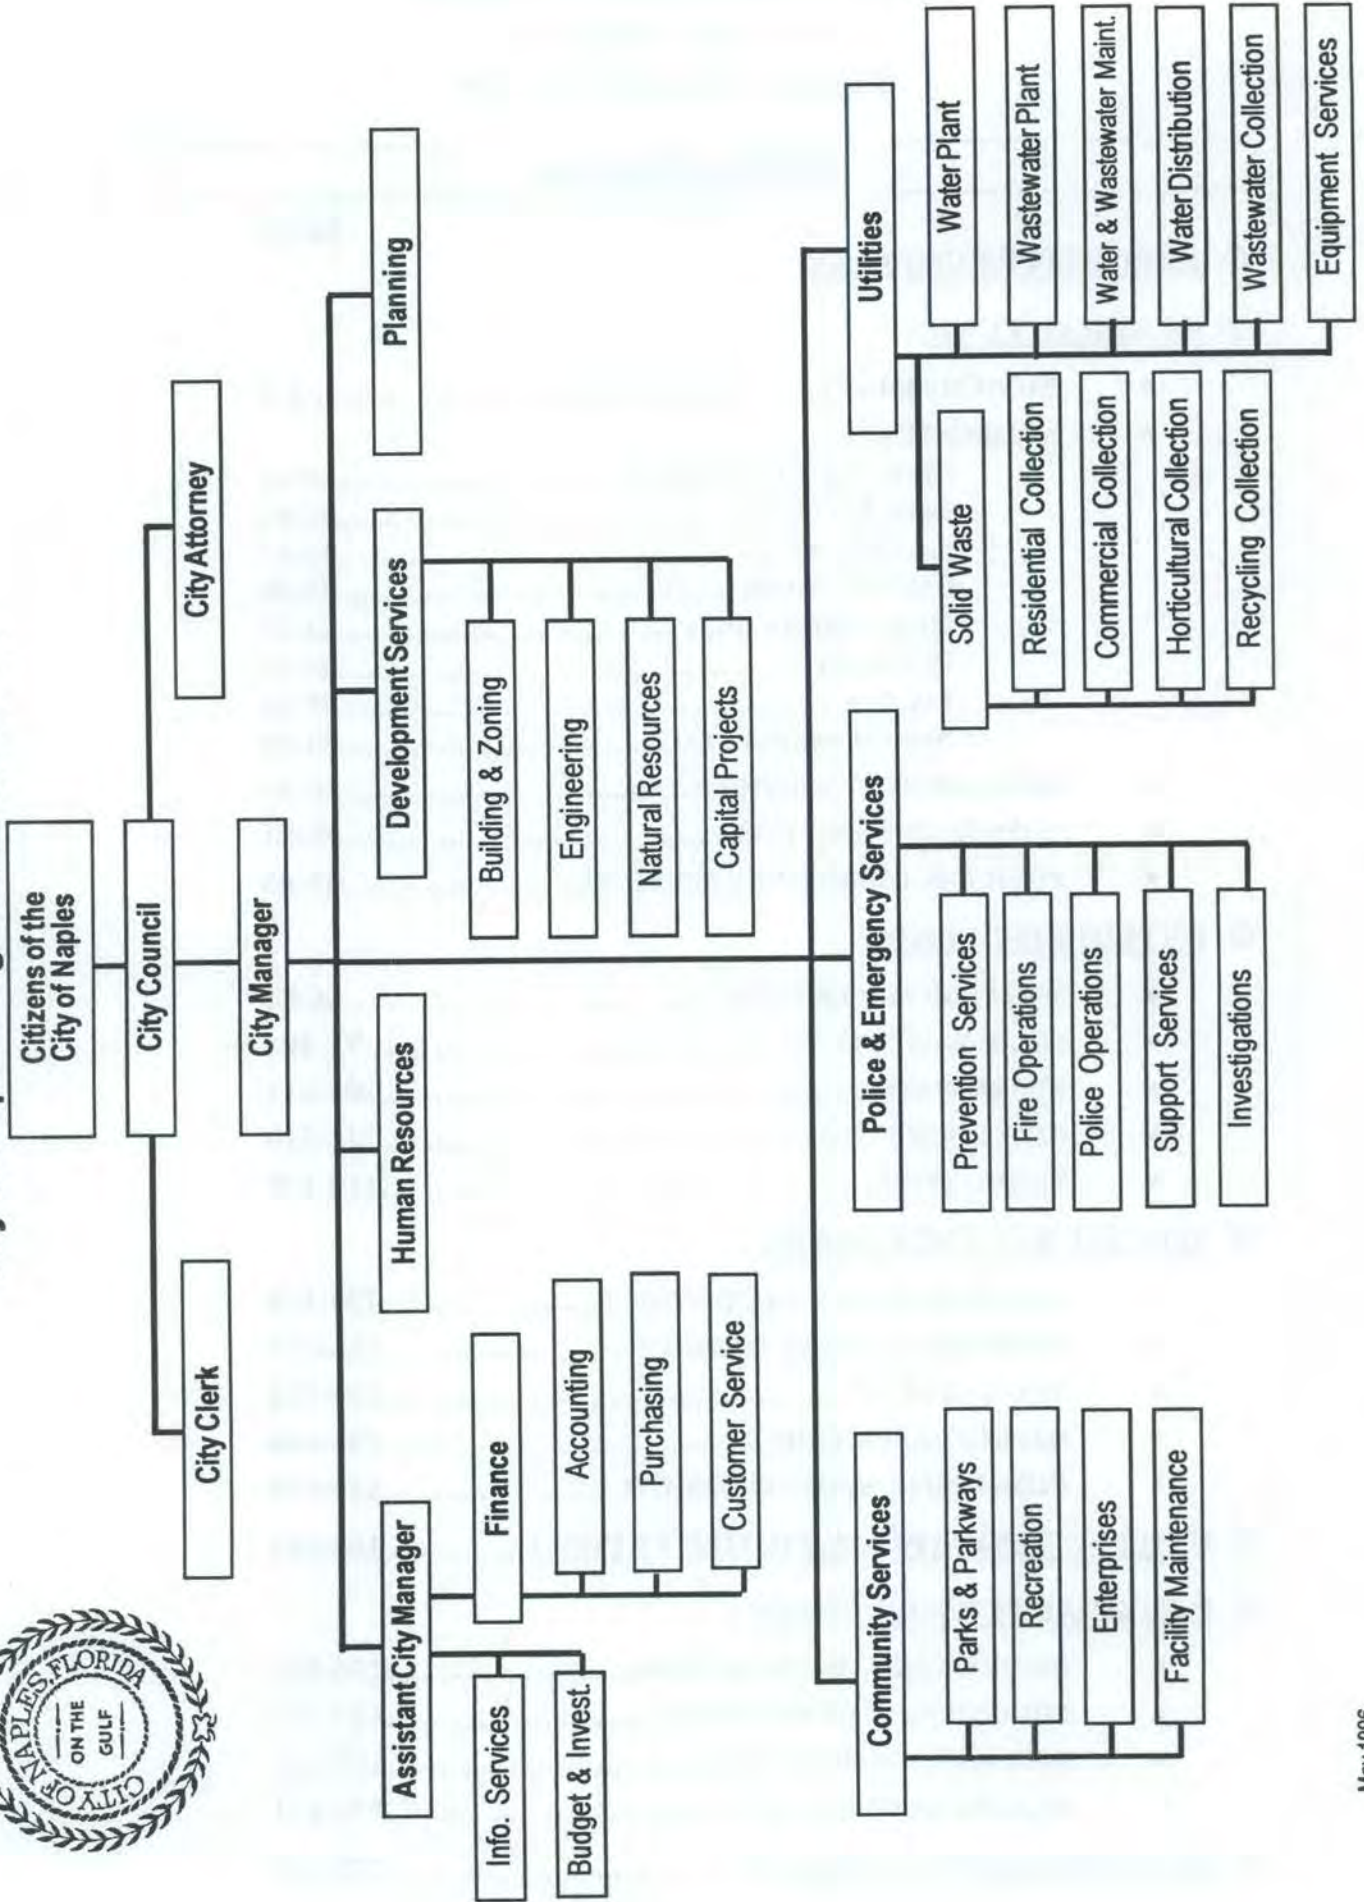 Citizens of the
City of Naples
City Council
City Attorney
City Clerk
City Manager
CITY OF NAPLES, FLORIDA
ON THE
GULF
Assistant City Manager
Human Resources
Development Services
Planning
Info. Services
Budget & Invest.
Finance
Accounting
Purchasing
Customer Service
Building & Zoning
Engineering
Natural Resources
Capital Projects
Community Services
Parks & Parkways
Recreation
Enterprises
Facility Maintenance
Police & Emergency Services
Prevention Services
Fire Operations
Police Operations
Support Services
Investigations
Utilities
Solid Waste
Residential Collection
Commercial Collection
Horticultural Collection
Recycling Collection
Water Plant
Wastewater Plant
Water & Wastewater Maint.
Water Distribution
Wastewater Collection
Equipment Services